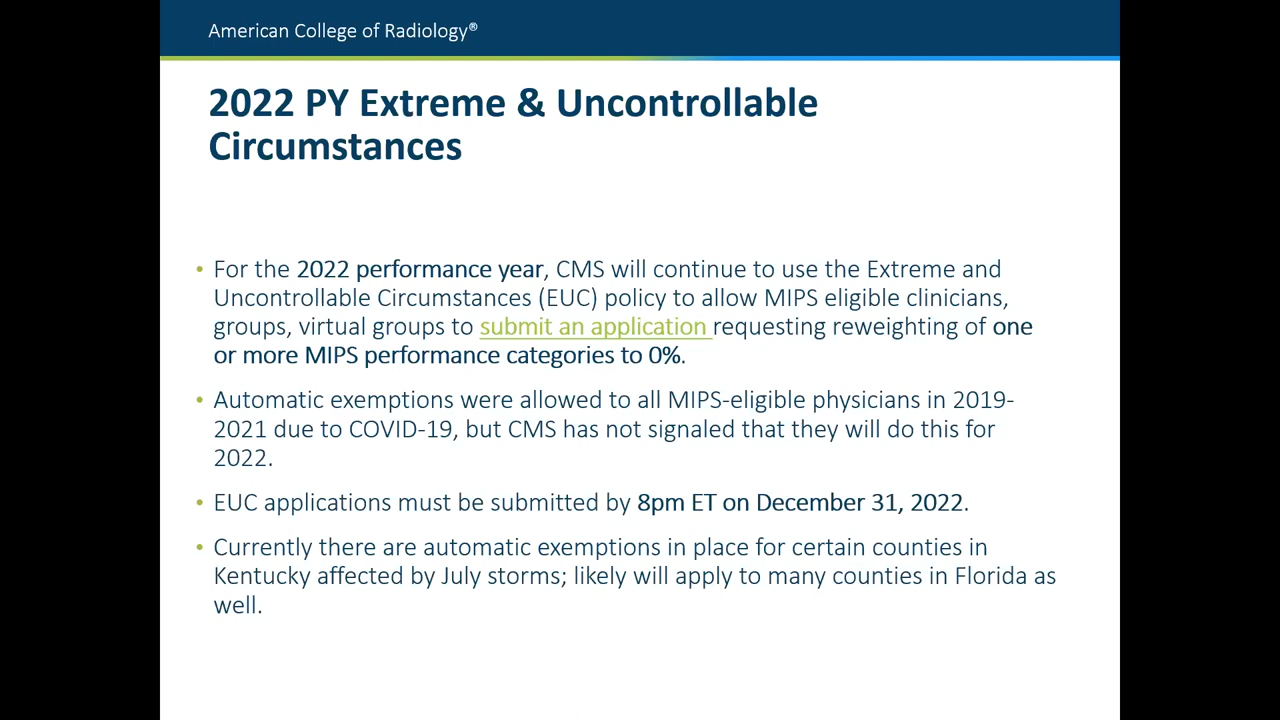 American College of Radiology®
2022 PY Extreme & Uncontrollable
Circumstances
• For the 2022 performance year, CMS will continue to use the Extreme and
Uncontrollable Circumstances (EUC) policy to allow MIPS eligible clinicians,
groups, virtual groups to submit an application requesting reweighting of one
or more MIPS performance categories to 0%.
• Automatic exemptions were allowed to all MIPS-eligible physicians in 2019-
2021 due to COVID-19, but CMS has not signaled that they will do this for
2022.
• EUC applications must be submitted by 8pm ET on December 31, 2022.
• Currently there are automatic exemptions in place for certain counties in
Kentucky affected by July storms; likely will apply to many counties in Florida as
well.